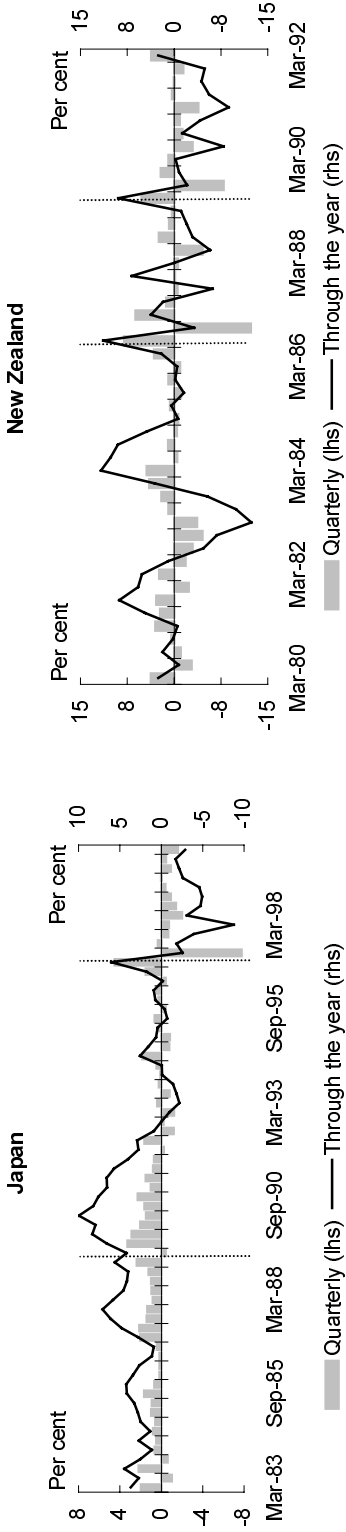 Japan
Per cent
Per cent
8
4
0
-4
-8
10
5
0
-5
-10
Mar-83
Sep-85
Mar-88
Sep-90
Mar-93
Sep-95
Mar-98
Quarterly (lhs)
Through the year (rhs)
New Zealand
Per cent
Per cent
15
8
0
-8
-15
15
8
0
-8
-15
Mar-80
Mar-82
Mar-84
Mar-86
Mar-88
Mar-90
Mar-92
Quarterly (lhs)
Through the year (rhs)